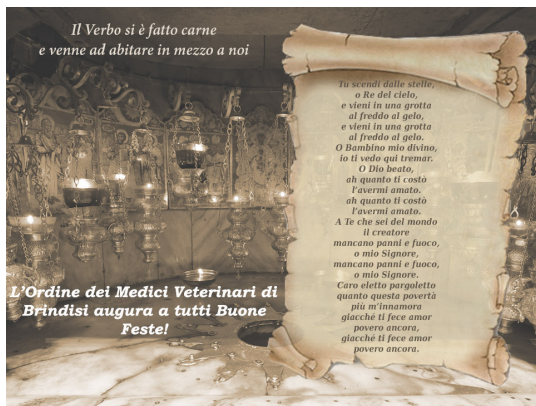 Il Verbo si è fatto carne
e venne ad abitare in mezzo a noi
Tu scendi dalle stelle,
o Re del cielo,
e vieni in una grotta
al freddo al gelo,
e vieni in una grotta
al freddo al gelo.
O Bambino mio divino,
io ti vedo qui tremar.
O Dio beato,
ah quanto ti costò
l'avermi amato.
ah quanto ti costò
l'avermi amato.
A Te che sei del mondo
il creatore
mancano panni e fuoco,
o mio Signore,
mancano panni e fuoco,
o mio Signore.
Caro eletto pargoletto
quanto questa povertà
più m'innamora
giacché ti fece amor
povero ancora,
giacché ti fece amor
povero ancora.
L'Ordine dei Medici Veterinari di
Brindisi augura a tutti Buone
Feste!